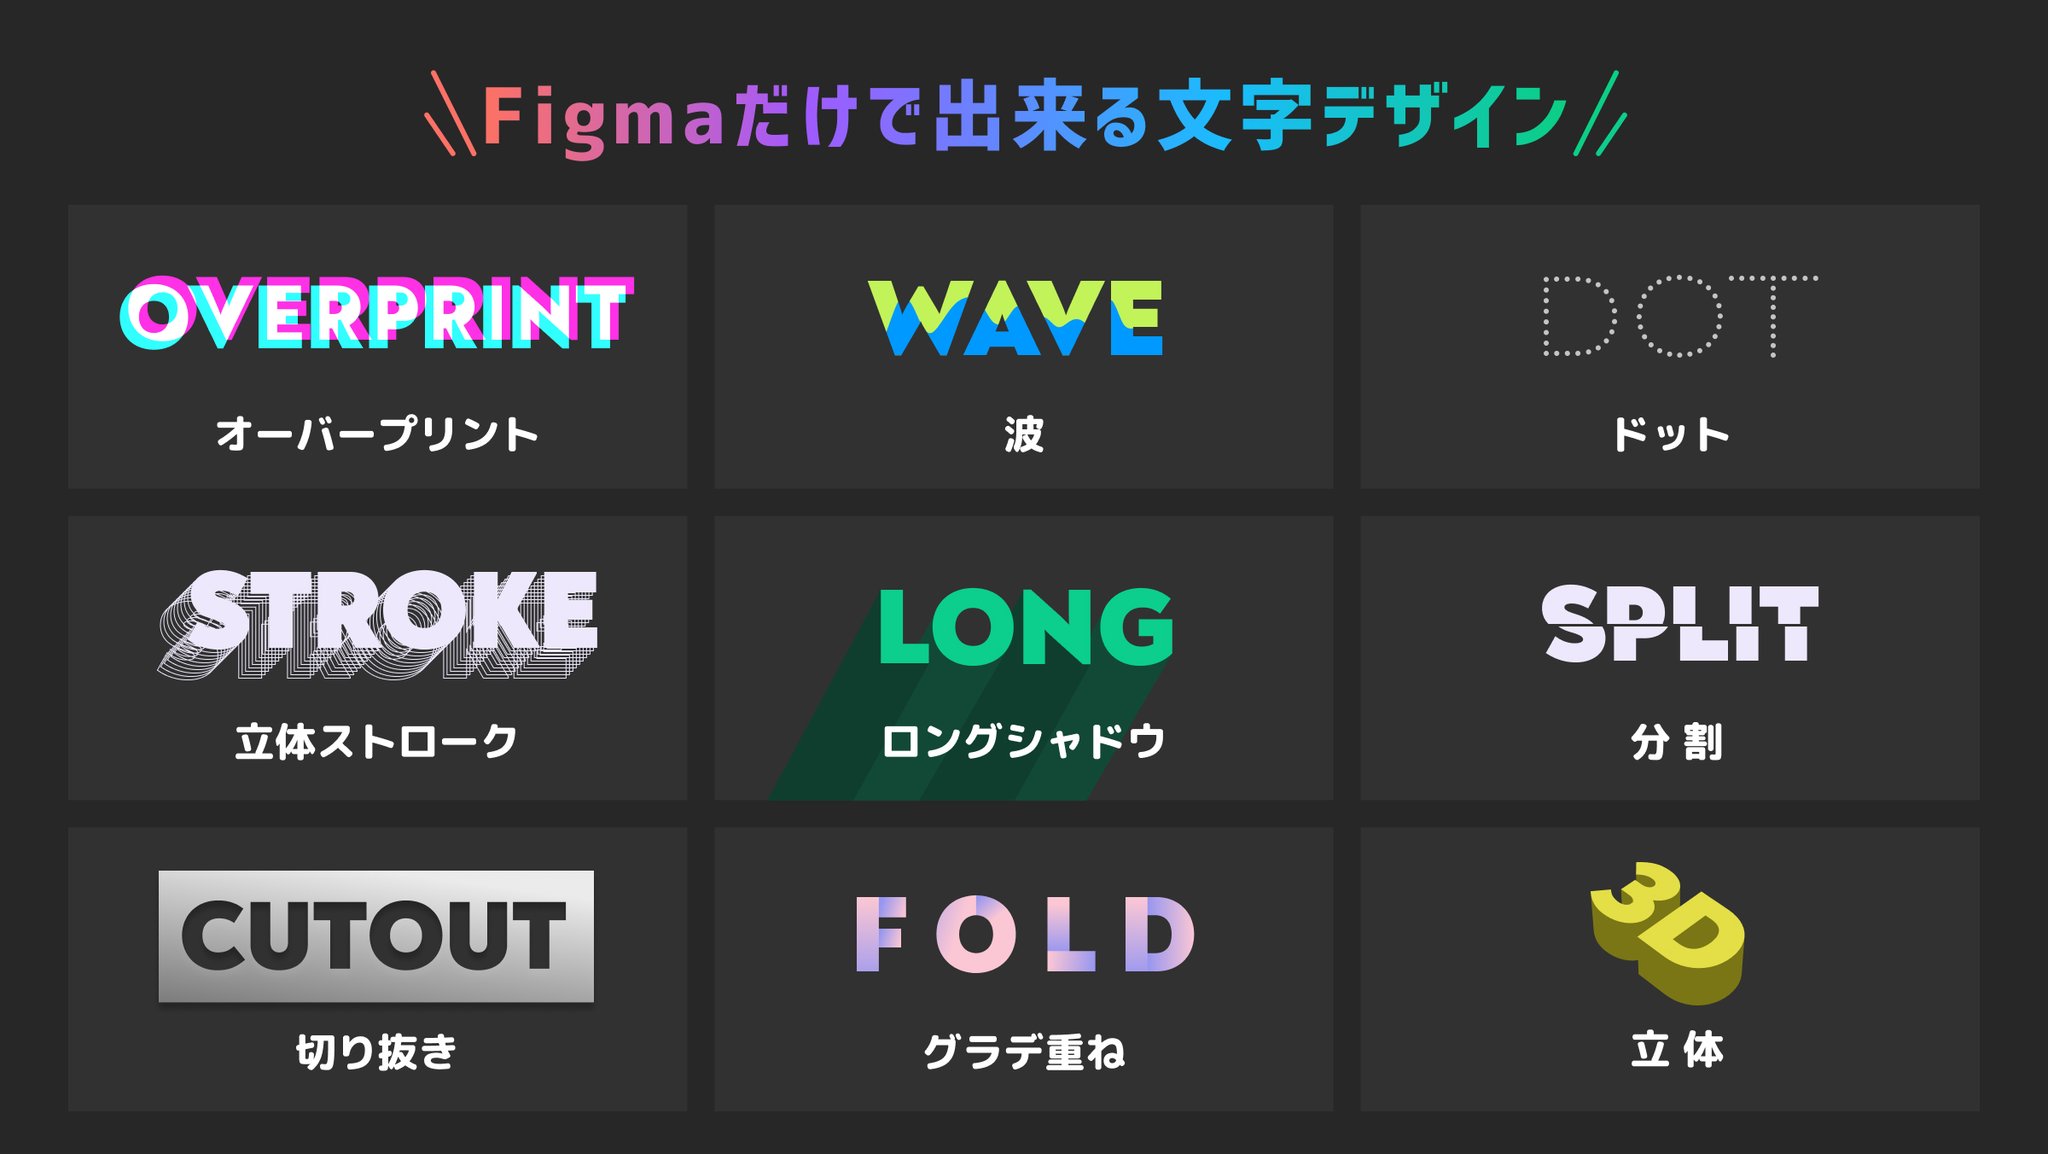 Figmaだけで出来る文字デザイン
OVERPRINT
オーバープリント
WAVE
波
DOT
ドット
STROKE
立体ストローク
LONG
ロングシャドウ
SPLIT
分割
CUTOUT
切り抜き
FOLD
グラデ重ね
3D
立体